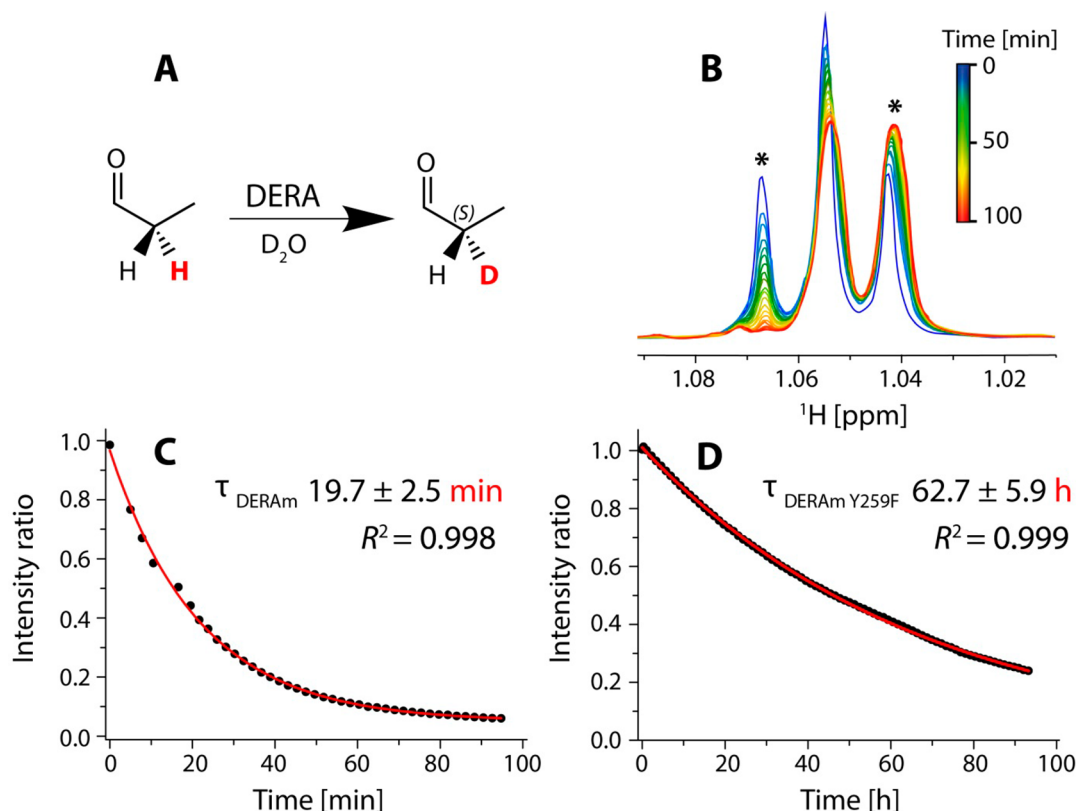 A
O
H
H
DERA
D₂O
O
(S)
H
D
B
Time [min]
0
50
100
*
*
1.08
1.06
1.04
1.02
¹H [ppm]
C
τ DERAm 19.7 ± 2.5 min
R² = 0.998
Intensity ratio
1.0
0.8
0.6
0.4
0.2
0.0
0
20
40
60
80
100
Time [min]
D
τ DERAm Y259F 62.7 ± 5.9 h
R² = 0.999
Intensity ratio
1.0
0.8
0.6
0.4
0.2
0.0
0
20
40
60
80
100
Time [h]